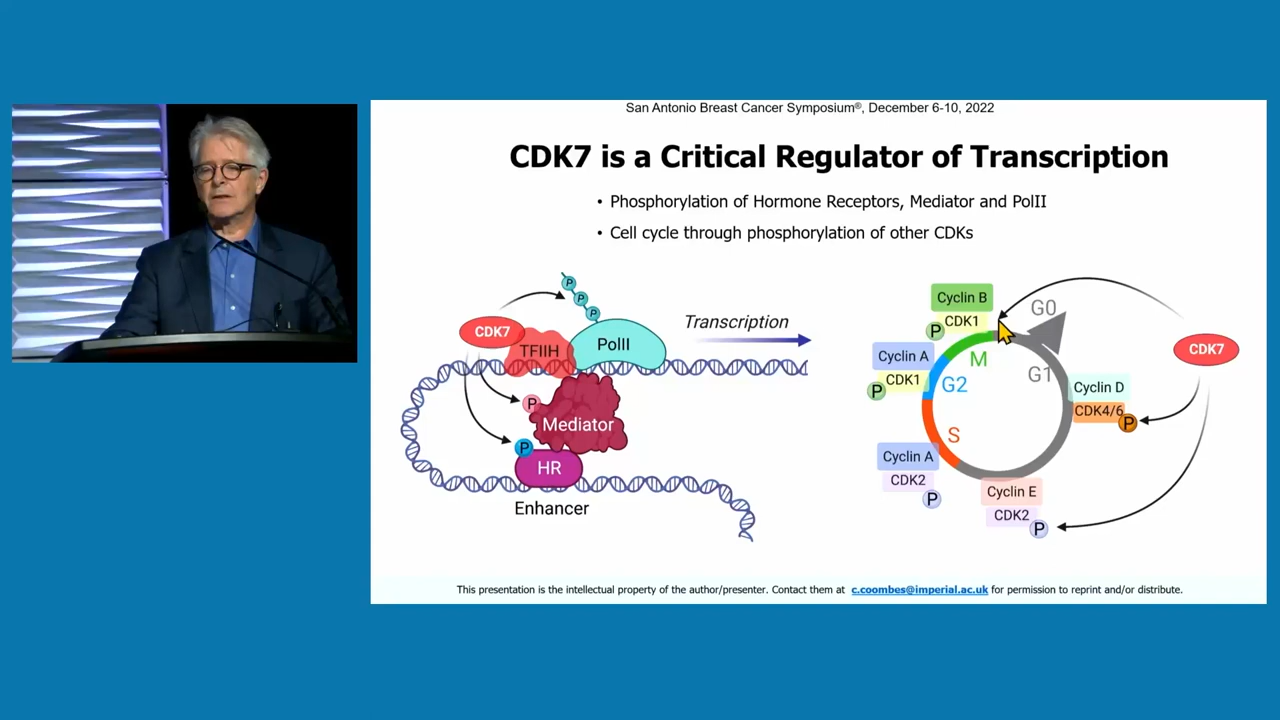 San Antonio Breast Cancer Symposium®, December 6-10, 2022
CDK7 is a Critical Regulator of Transcription
• Phosphorylation of Hormone Receptors, Mediator and PolII
• Cell cycle through phosphorylation of other CDKs
P
P
P
CDK7
TFIIH
PolII
Transcription
P
Mediator
P
HR
Enhancer
Cyclin B
CDK1
P
G0
Cyclin A
CDK1
P
M
G1
G2
CDK7
Cyclin D
CDK4/6
P
S
Cyclin A
CDK2
P
Cyclin E
CDK2
P
This presentation is the intellectual property of the author/presenter. Contact them at c.coombes@imperial.ac.uk for permission to reprint and/or distribute.